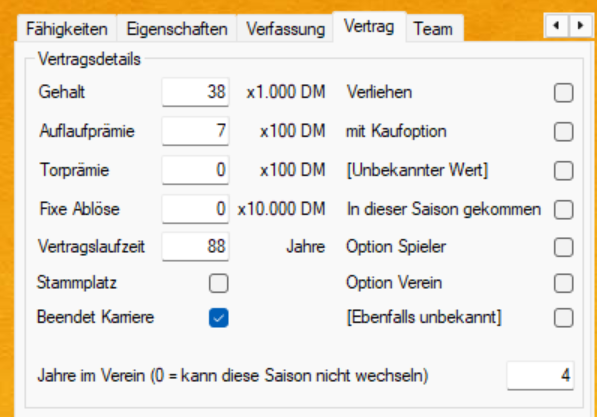 Fähigkeiten Eigenschaften Verfassung Vertrag Team
Vertragsdetails
Gehalt 38 x1.000 DM Verliehen
Auflaufprämie 7 x100 DM mit Kaufoption
Torprämie 0 x100 DM [Unbekannter Wert]
Fixe Ablöse 0 x10.000 DM In dieser Saison gekommen
Vertragslaufzeit 88 Jahre Option Spieler
Stammplatz Option Verein
Beendet Karriere [Ebenfalls unbekannt]
Jahre im Verein (0 = kann diese Saison nicht wechseln) 4